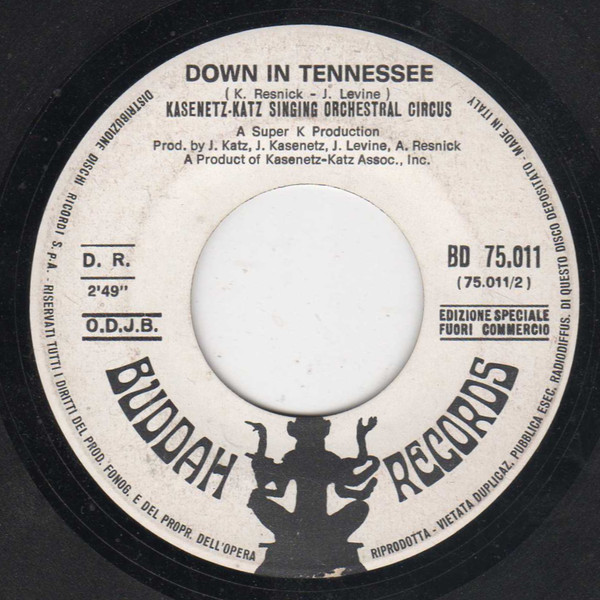 DOWN IN TENNESSEE
( K. Resnick - J. Levine )
KASENETZ-KATZ SINGING ORCHESTRAL CIRCUS
A Super K Production
Prod. by J. Katz, J. Kasenetz, J. Levine, A. Resnick
A Product of Kasenetz-Katz Assoc., Inc.
D. R.
2'49"
O.D.J.B.
BD 75.011
( 75.011/2 )
EDIZIONE SPECIALE
FUORI COMMERCIO
BUDDAH RECORDS
DISTRIBUZIONE DISCHI RICORDI S.P.A. - RISERVATI TUTTI I DIRITTI DEL PROD. FONOG. E DEL PROPR. DELL'OPERA
RIPRODOTTA - VIETATA DUPLICAZ. PUBBLICA ESEC. RADIODIFFUS. DI QUESTO DISCO DEPOSITATO - MADE IN ITALY